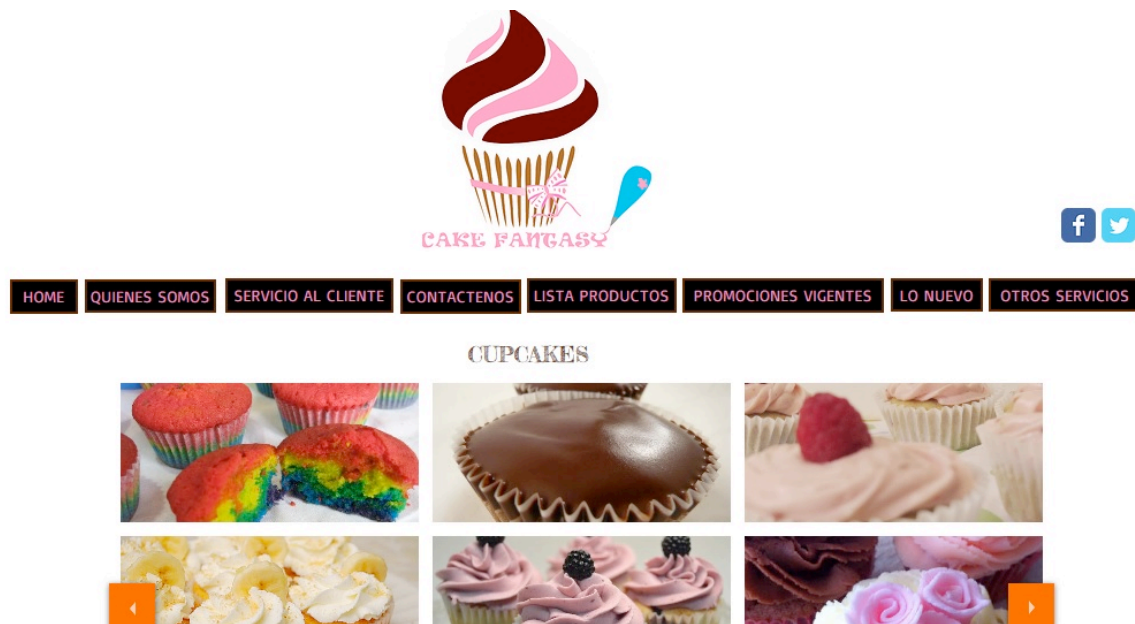 CAKE FANTASY
HOME
QUIENES SOMOS
SERVICIO AL CLIENTE
CONTACTENOS
LISTA PRODUCTOS
PROMOCIONES VIGENTES
LO NUEVO
OTROS SERVICIOS
CUPCAKES